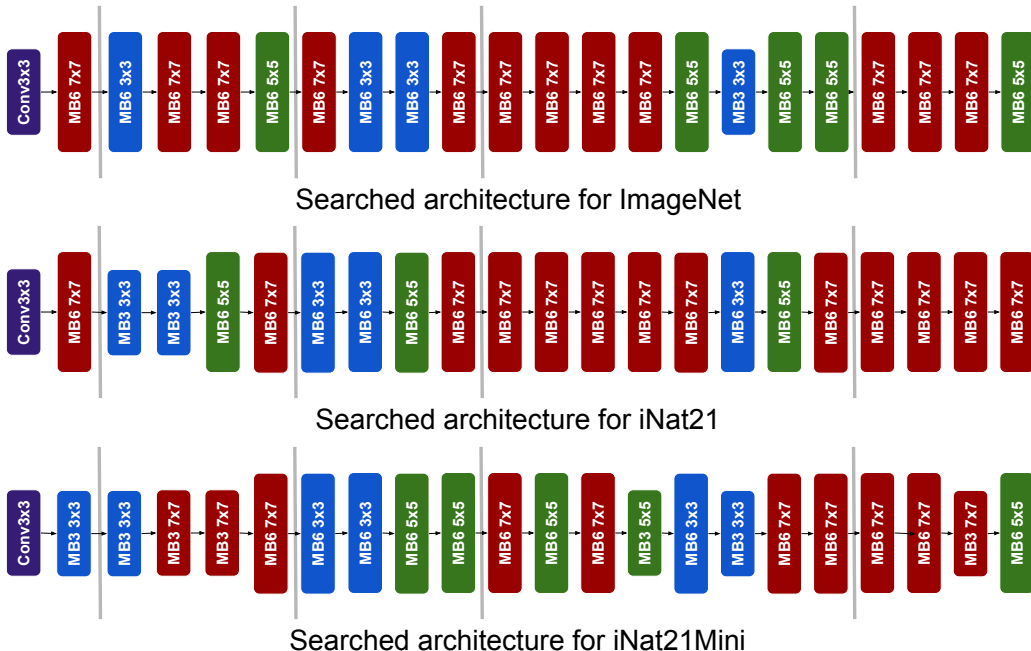 Conv3x3
MB6 7x7
MB6 3x3
MB6 7x7
MB6 7x7
MB6 5x5
MB6 7x7
MB6 3x3
MB6 3x3
MB6 7x7
MB6 7x7
MB6 7x7
MB6 7x7
MB6 7x7
MB6 5x5
MB3 3x3
MB6 5x5
MB6 5x5
MB6 7x7
MB6 7x7
MB6 7x7
MB6 5x5
Searched architecture for ImageNet
Conv3x3
MB6 7x7
MB3 3x3
MB3 3x3
MB6 5x5
MB6 7x7
MB6 3x3
MB6 3x3
MB6 5x5
MB6 7x7
MB6 7x7
MB6 7x7
MB6 7x7
MB6 7x7
MB6 7x7
MB6 3x3
MB6 5x5
MB6 7x7
MB6 7x7
MB6 7x7
MB6 7x7
MB6 7x7
Searched architecture for iNat21
Conv3x3
MB3 3x3
MB3 3x3
MB3 7x7
MB3 7x7
MB6 7x7
MB6 3x3
MB6 3x3
MB6 5x5
MB6 5x5
MB6 7x7
MB6 5x5
MB6 7x7
MB3 5x5
MB6 3x3
MB3 3x3
MB6 7x7
MB6 7x7
MB6 7x7
MB6 7x7
MB3 7x7
MB6 5x5
Searched architecture for iNat21Mini